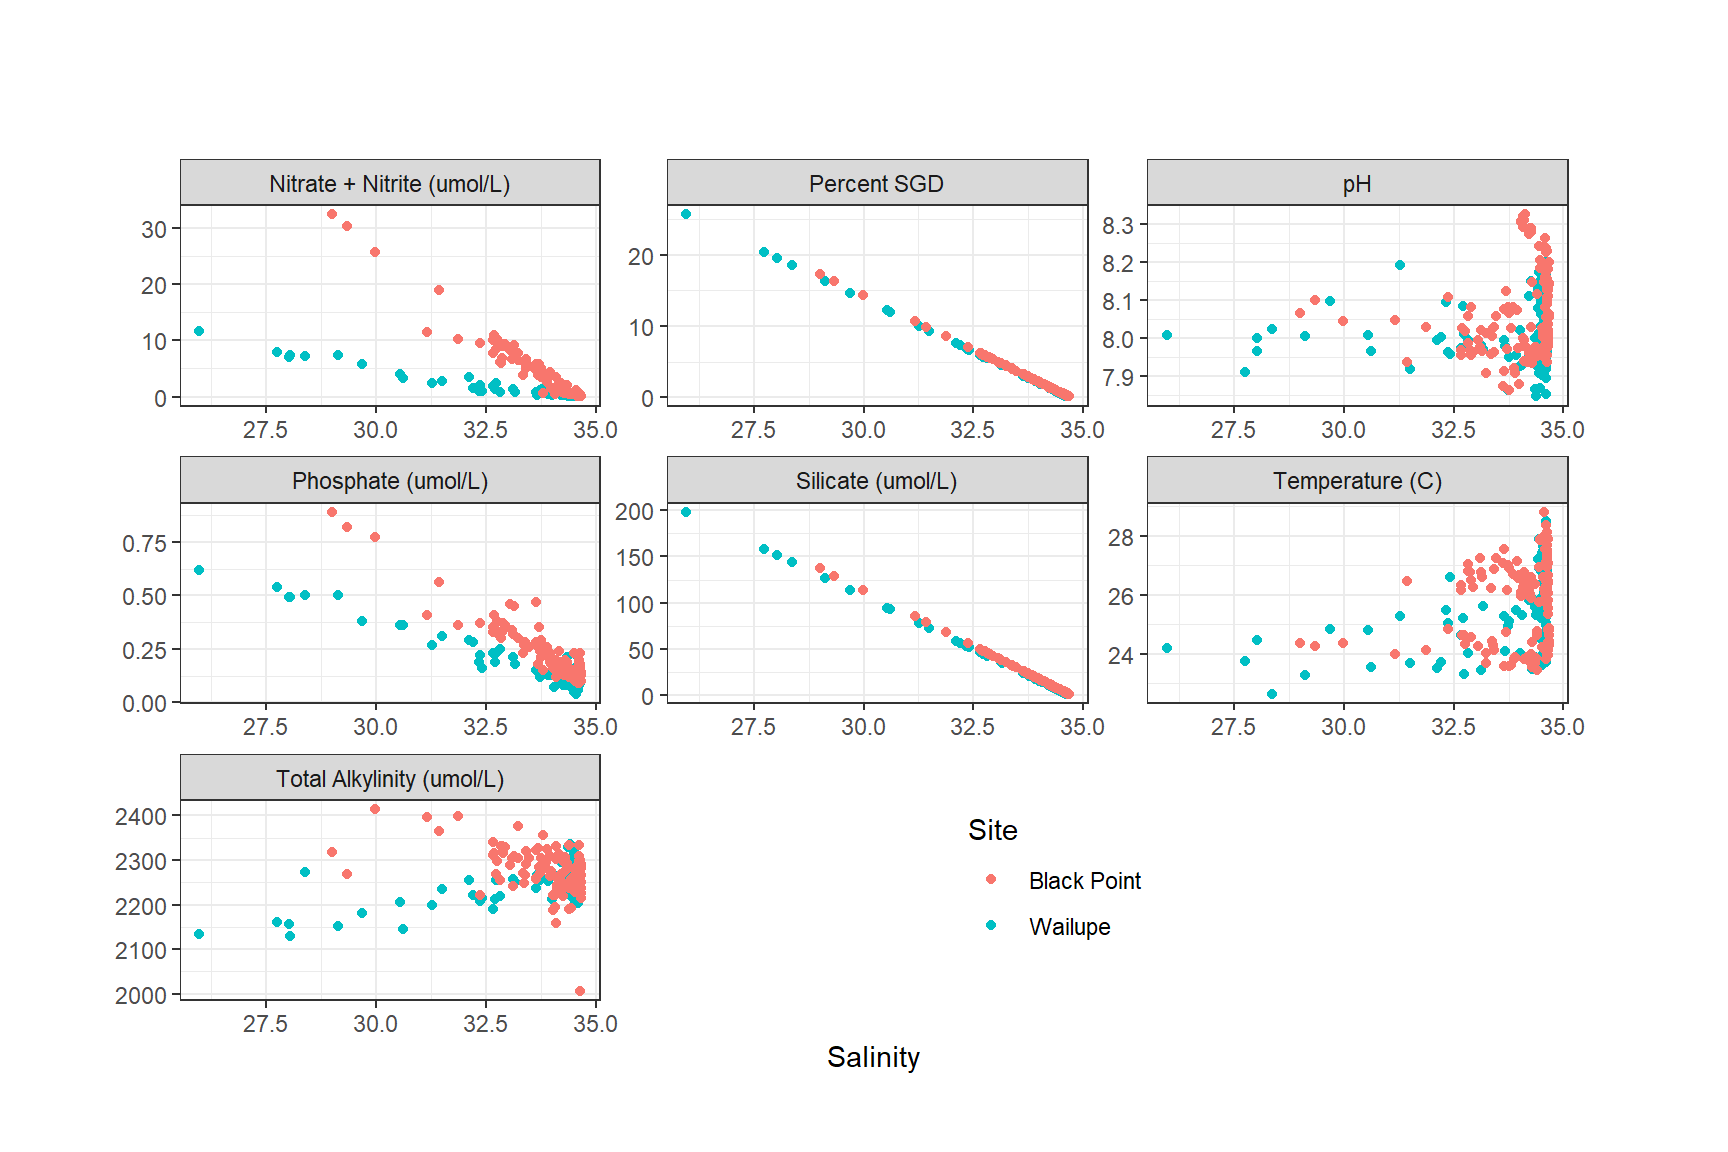 Nitrate + Nitrite (umol/L)
Percent SGD
pH
30
20
10
0
20
10
0
8.3
8.2
8.1
8.0
7.9
27.5 30.0 32.5 35.0
27.5 30.0 32.5 35.0
27.5 30.0 32.5 35.0
Phosphate (umol/L)
Silicate (umol/L)
Temperature (C)
0.75
0.50
0.25
0.00
200
150
100
50
0
28
26
24
27.5 30.0 32.5 35.0
27.5 30.0 32.5 35.0
27.5 30.0 32.5 35.0
Total Alkylinity (umol/L)
2400
2300
2200
2100
2000
27.5 30.0 32.5 35.0
Site
Black Point
Wailupe
Salinity